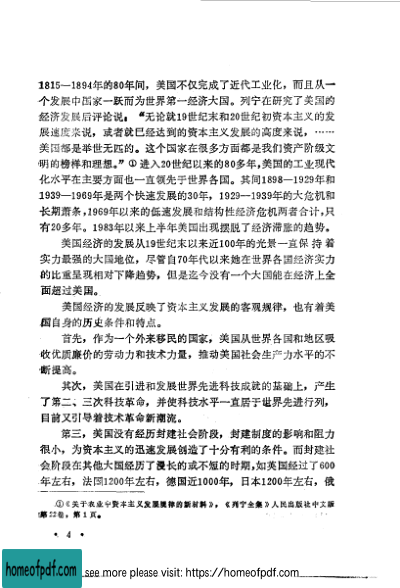 1815—1894年的80年间，美国不仅完成了近代工业化，而且从一
个发展中国家一跃而为世界第一经济大国。列宁在研究了美国的
经济发展后评论说：“无论就19世纪末和20世纪初资本主义的发
展速度来说，或者就已经达到的资本主义发展的高度来说，……
美国都是举世无匹的。这个国家在很多方面都是我们资产阶级文
明的榜样和理想。”①进入20世纪以来的80多年，美国的工业现代
化水平在主要方面也一直领先于世界各国。其间1898—1929年和
1939—1969年是两个快速发展的30年，1929—1939年的大危机和
长期萧条，1969年以来的低速发展和结构性经济危机两者合计，只
有20多年。1983年以来上半年美国出现摆脱了经济滞胀的趋势。
美国经济的发展从19世纪末以来近100年的光景一直保持着
实力最强的大国地位，尽管自70年代以来她在世界各国经济实力
的比重呈现相对下降趋势，但是迄今没有一个大国能在经济上全
面超过美国。
美国经济的发展反映了资本主义发展的客观规律，也有着美
国自身的历史条件和特点。
首先，作为一个外来移民的国家，美国从世界各国和地区吸
收优质廉价的劳动力和技术力量，推动美国社会生产力水平的不
断提高。
其次，美国在引进和发展世界先进科技成就的基础上，产生
了第二、三次科技革命，并使科技水平一直居于世界先进行列，
目前又引导着技术革命新潮流。
第三，美国没有经历封建社会阶段，封建制度的影响和阻力
很小，为资本主义的迅速发展创造了十分有利的条件。而封建社
会阶段在其他大国经历了漫长的或不短的时期，如英国经过了600
年左右，法国1200年左右，德国近1000年，日本1200年左右，俄
①《关于农业中资本主义发展规律的新材料》，《列宁全集》人民出版社中文版
第22卷，第1页。
• 4 •
homeofpdf.com
see more please visit: https://homeofpdf.com
homeofpdf.com